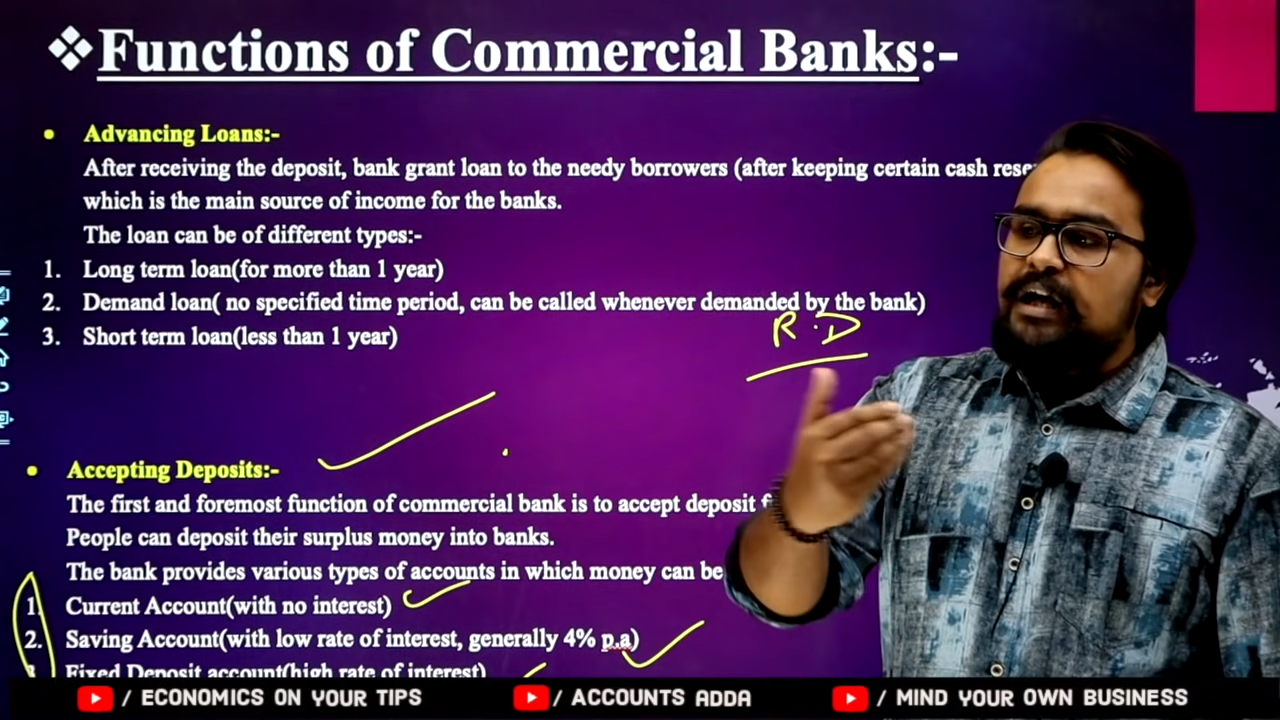 ❖Functions of Commercial Banks:-
• Advancing Loans:-
After receiving the deposit, bank grant loan to the needy borrowers (after keeping certain cash
which is the main source of income for the banks.
The loan can be of different types:-
1. Long term loan(for more than 1 year)
2. Demand loan( no specified time period, can be called whenever demanded by the bank)
R.D
3. Short term loan(less than 1 year)
• Accepting Deposits:-
The first and foremost function of commercial bank is to accept deposit
People can deposit their surplus money into banks.
The bank provides various types of accounts in which money can be
1. Current Account(with no interest)
2. Saving Account(with low rate of interest, generally 4% p.a)
3. Fixed Deposit account(high rate of interest)
/ ECONOMICS ON YOUR TIPS / ACCOUNTS ADDA / MIND YOUR OWN BUSINESS